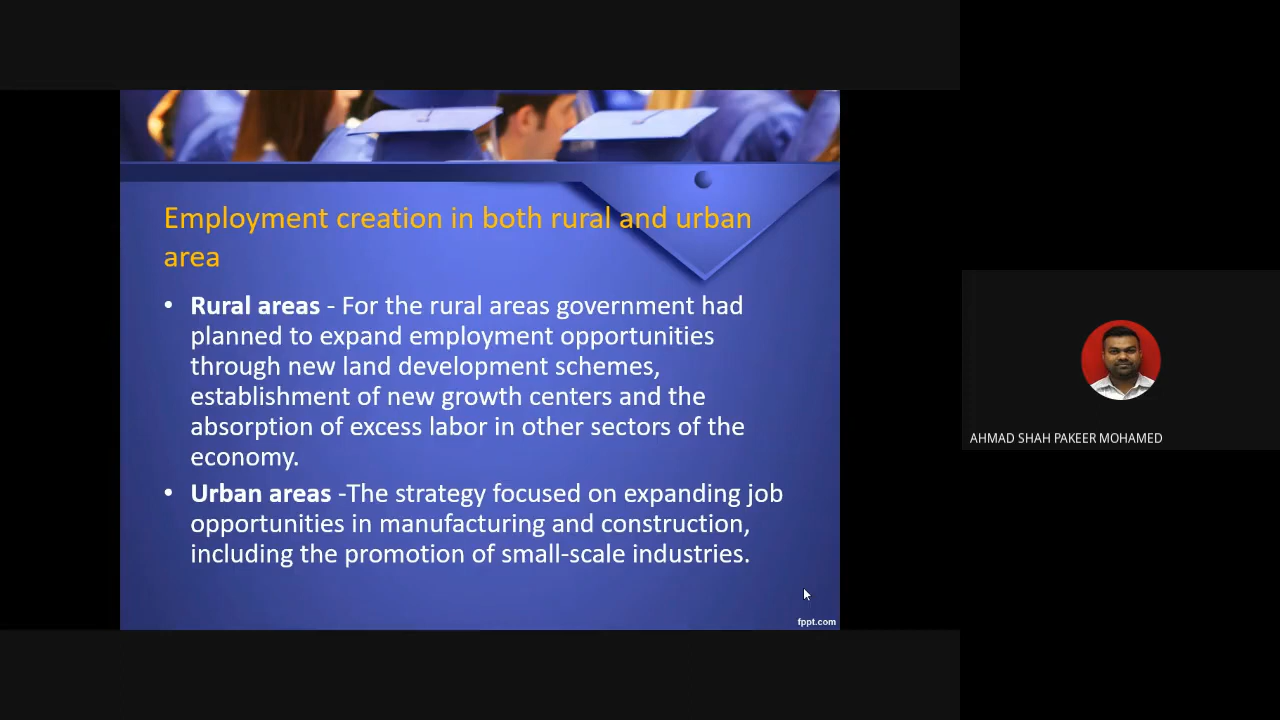 Employment creation in both rural and urban
area
• Rural areas - For the rural areas government had
planned to expand employment opportunities
through new land development schemes,
establishment of new growth centers and the
absorption of excess labor in other sectors of the
economy.
• Urban areas -The strategy focused on expanding job
opportunities in manufacturing and construction,
including the promotion of small-scale industries.
fppt.com
AHMAD SHAH PAKEER MOHAMED